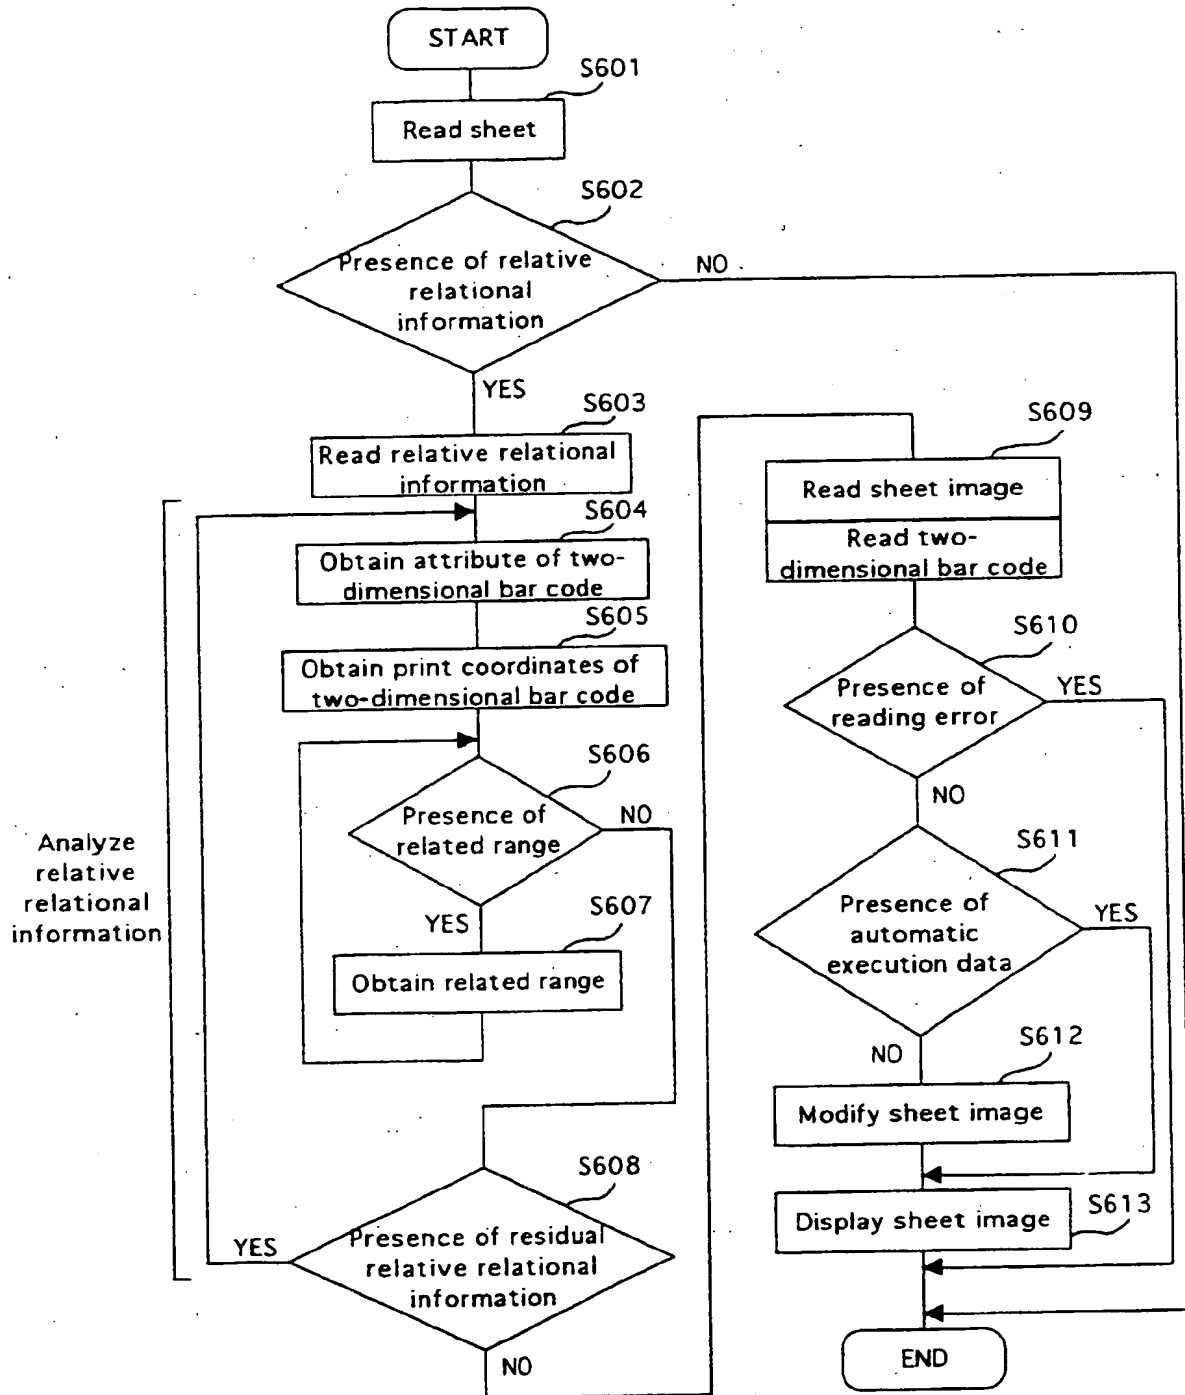 START
S601
Read sheet
S602
Presence of relative
relational
information
NO
YES
S603
Read relative relational
information
S604
Obtain attribute of two-
dimensional bar code
S605
Obtain print coordinates of
two-dimensional bar code
S606
Presence of
related range
NO
YES
S607
Obtain related range
Analyze
relative
relational
information
S608
Presence of residual
relative relational
information
YES
NO
S609
Read sheet image
Read two-
dimensional bar code
S610
Presence of
reading error
YES
NO
S611
Presence of
automatic
execution data
YES
NO
S612
Modify sheet image
S613
Display sheet image
END